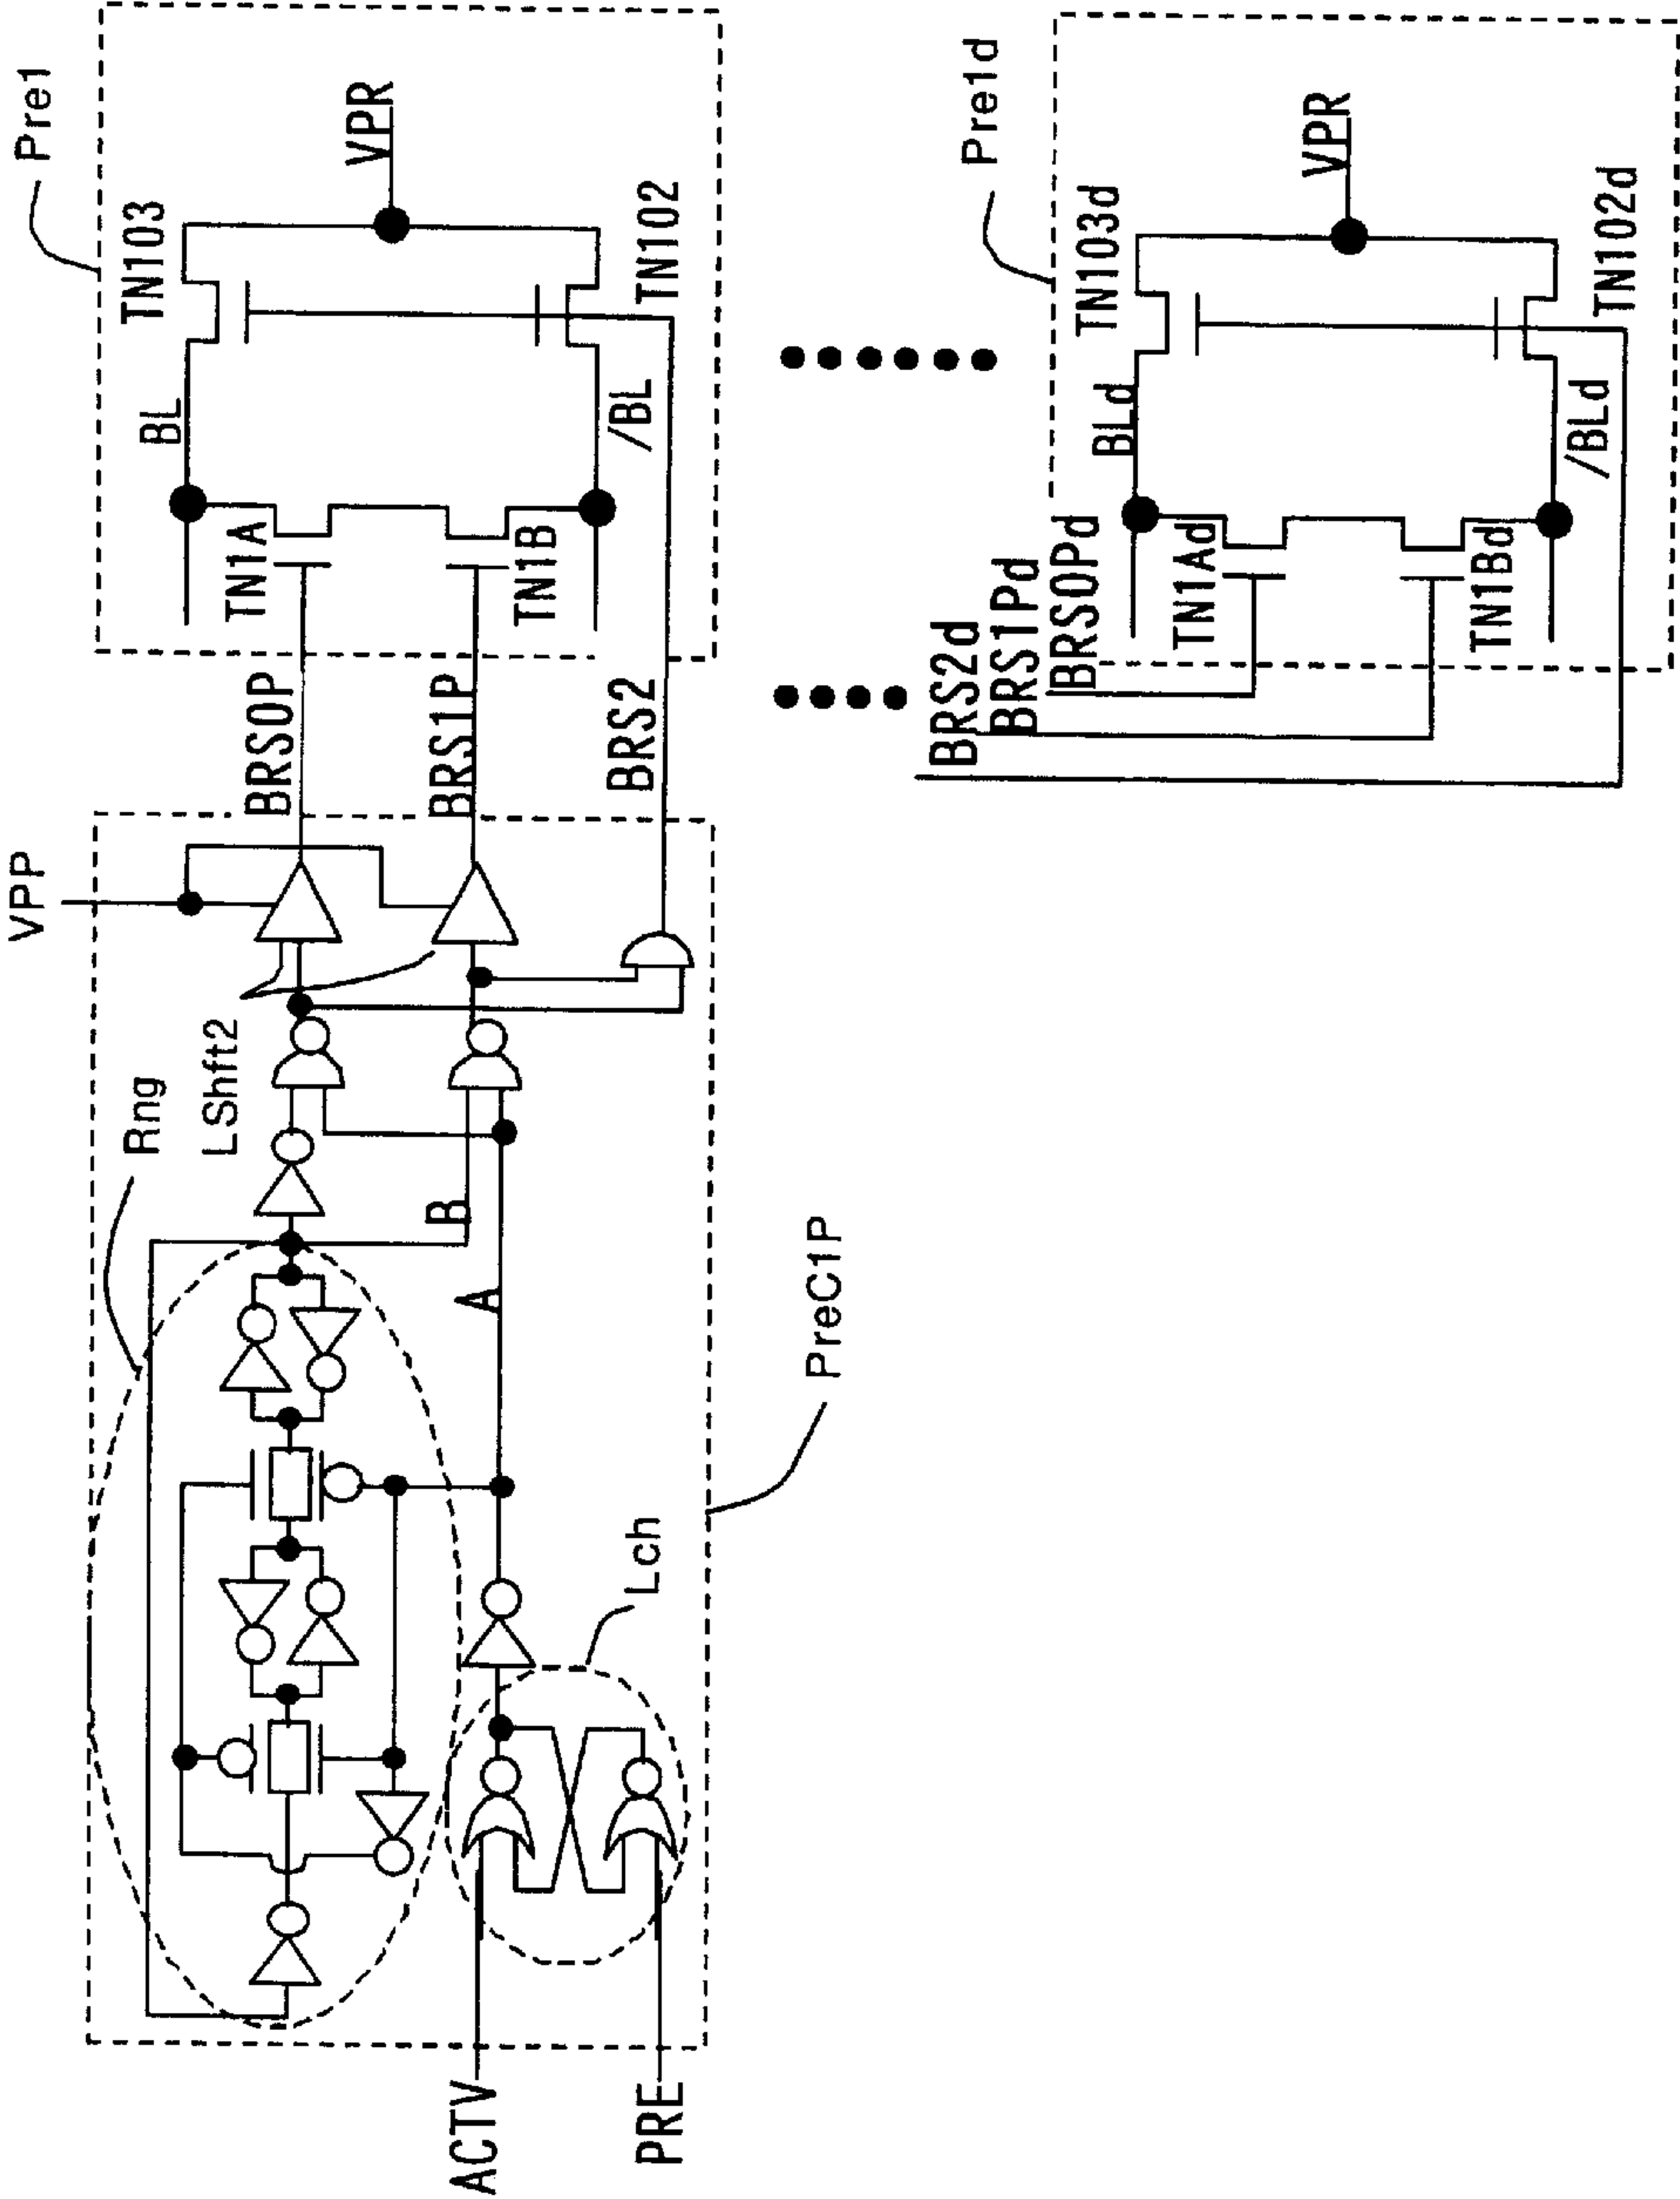 Pre1
TN103
VPR
BL
TN1A
TN1B
/BL
TN102
VPP
BRS0P
BRS1P
BRS2
Rng
LShft2
B
A
Lch
PreC1P
ACTV
PRE
Pre1d
TN103d
VPR
BLd
TN1Ad
TN1Bd
/BLd
TN102d
BRS2d
BRS1Pd
BRS0Pd